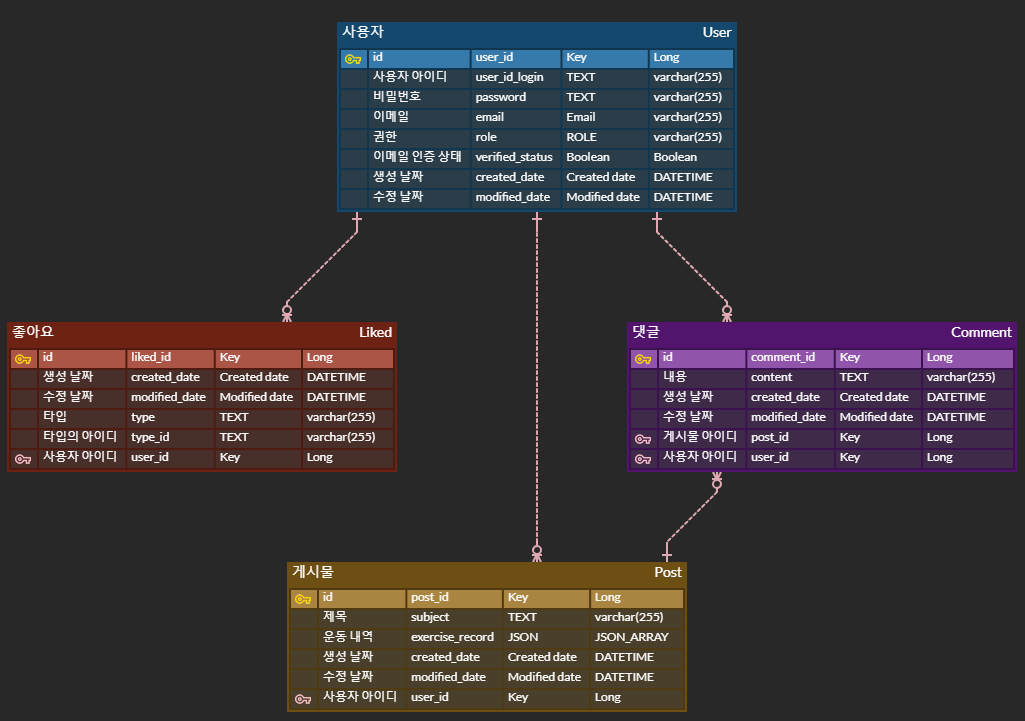 사용자 User
id user_id Key Long
사용자 아이디 user_id_login TEXT varchar(255)
비밀번호 password TEXT varchar(255)
이메일 email Email varchar(255)
권한 role ROLE varchar(255)
이메일 인증 상태 verified_status Boolean Boolean
생성 날짜 created_date Created date DATETIME
수정 날짜 modified_date Modified date DATETIME
좋아요 Liked
id liked_id Key Long
생성 날짜 created_date Created date DATETIME
수정 날짜 modified_date Modified date DATETIME
타입 type TEXT varchar(255)
타입의 아이디 type_id TEXT varchar(255)
사용자 아이디 user_id Key Long
댓글 Comment
id comment_id Key Long
내용 content TEXT varchar(255)
생성 날짜 created_date Created date DATETIME
수정 날짜 modified_date Modified date DATETIME
게시물 아이디 post_id Key Long
사용자 아이디 user_id Key Long
게시물 Post
id post_id Key Long
제목 subject TEXT varchar(255)
운동 내역 exercise_record JSON JSON_ARRAY
생성 날짜 created_date Created date DATETIME
수정 날짜 modified_date Modified date DATETIME
사용자 아이디 user_id Key Long